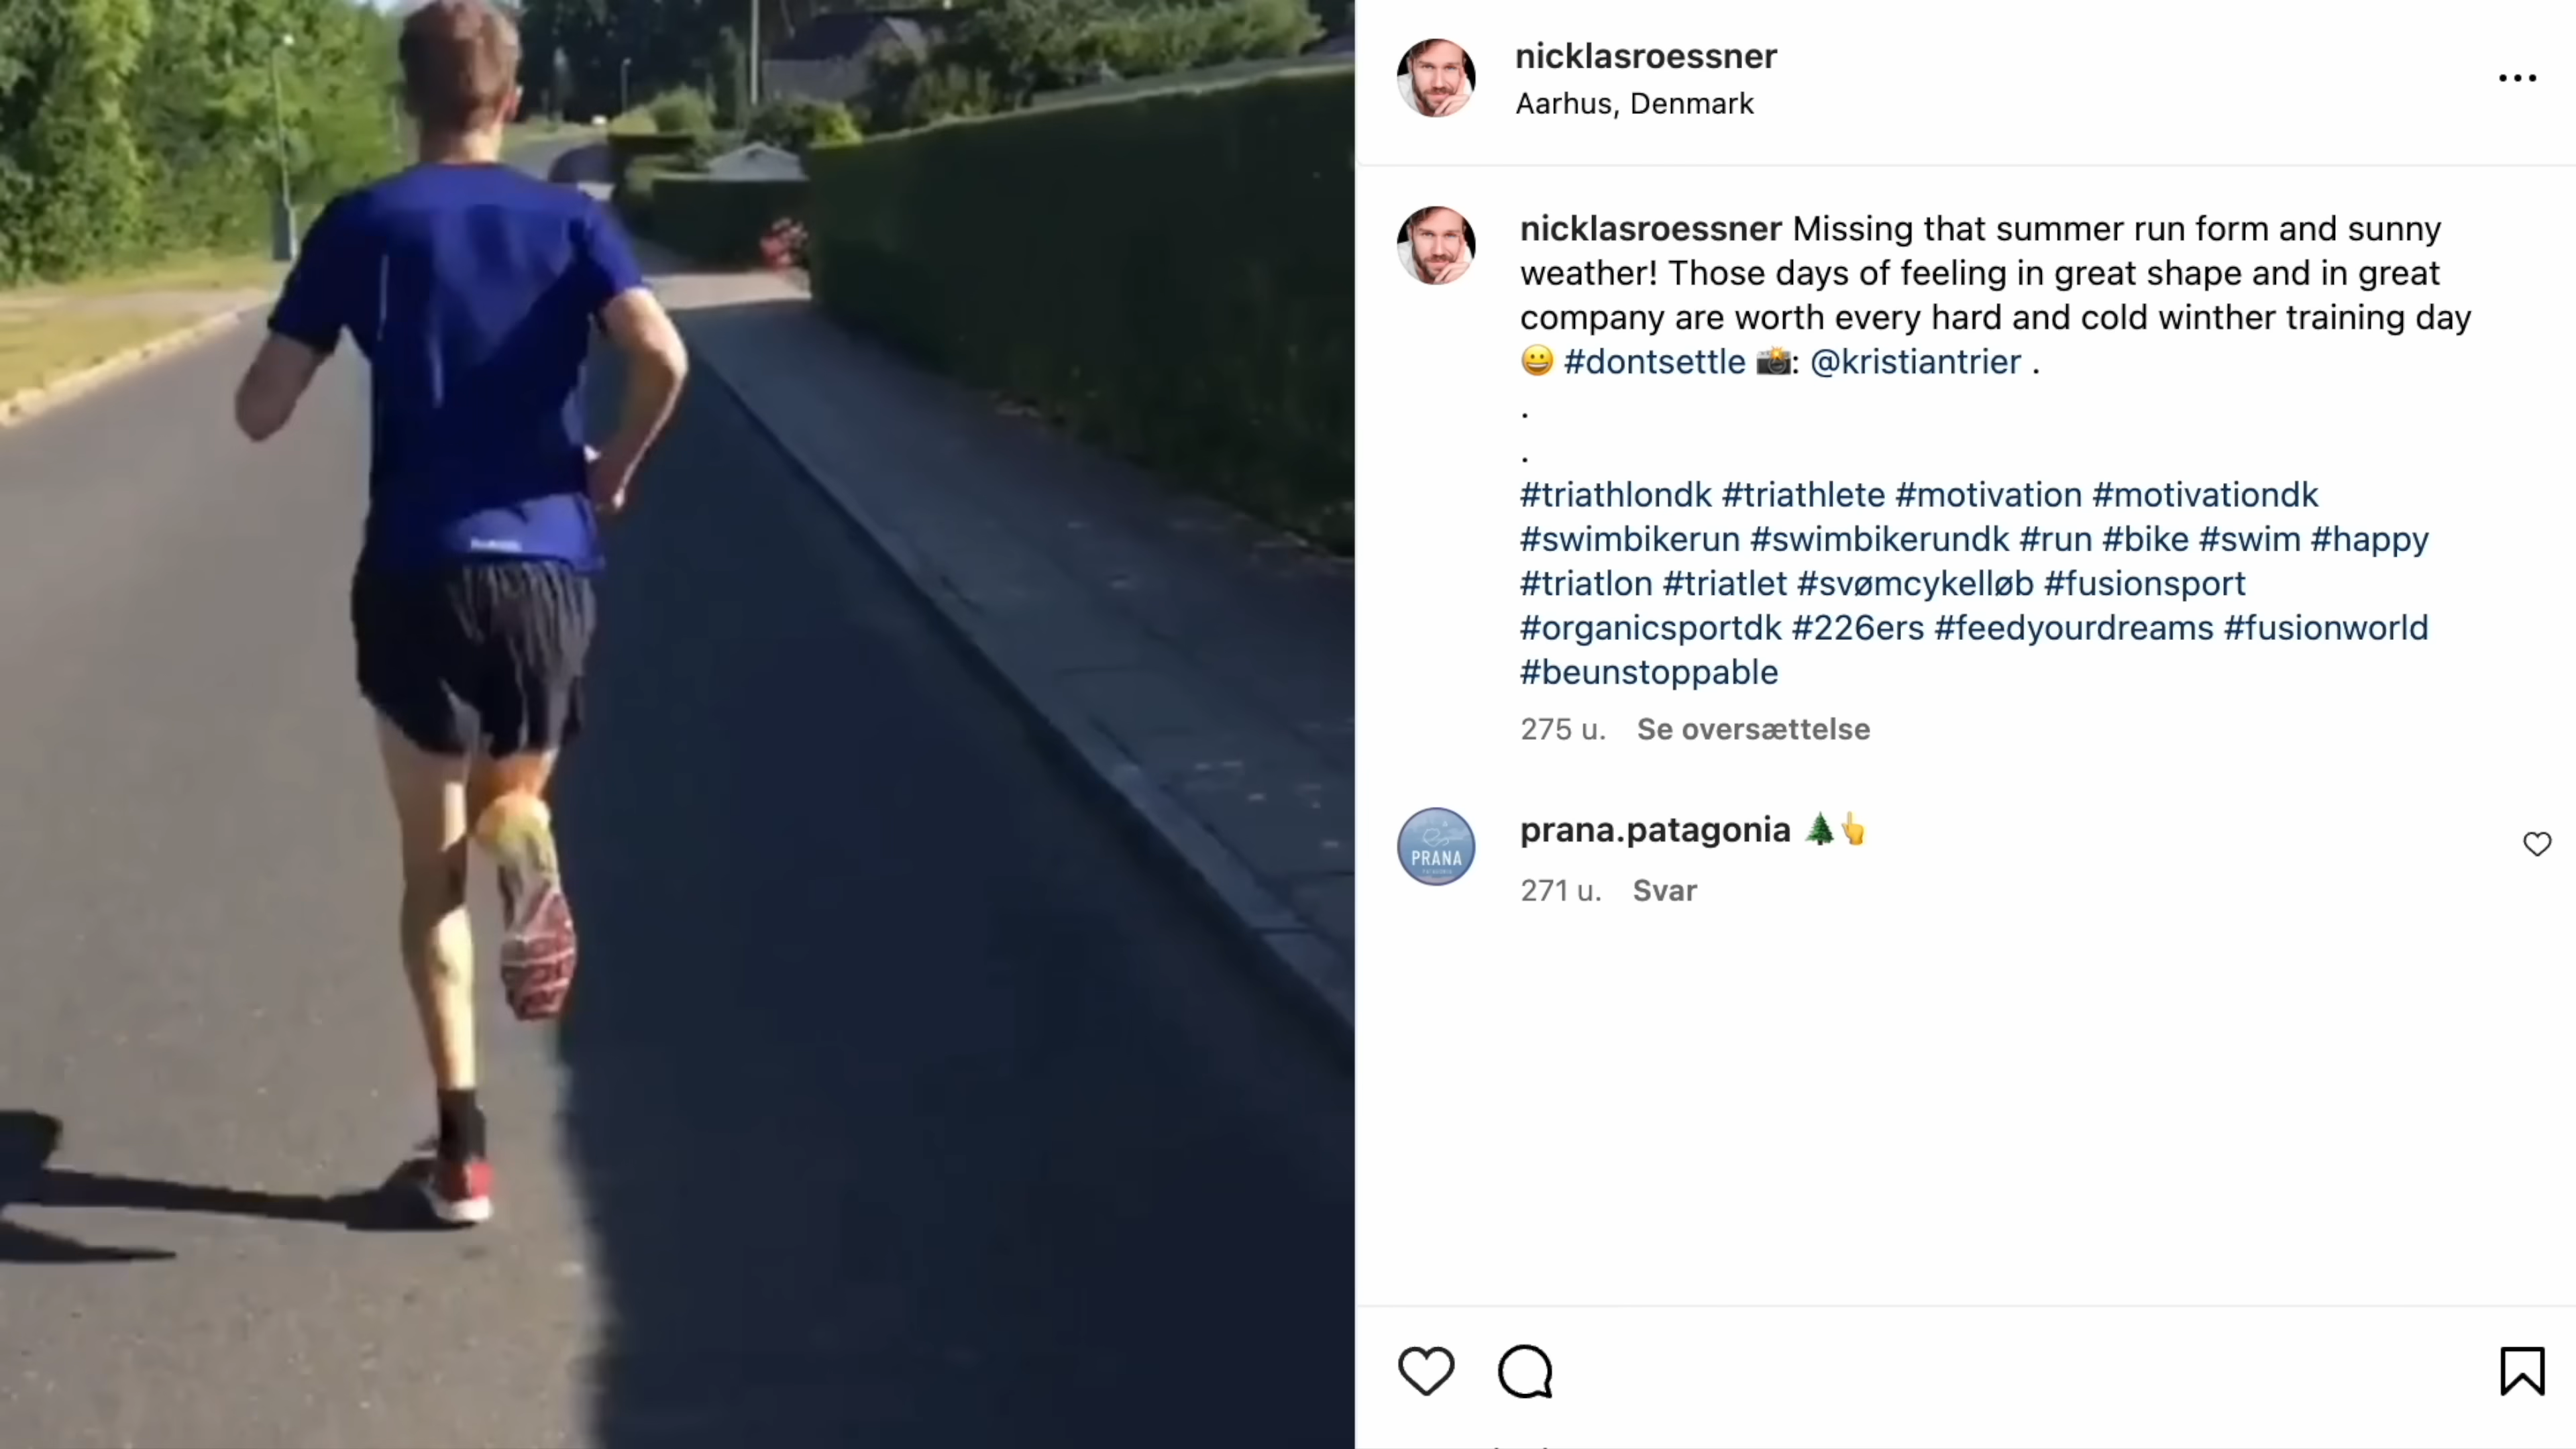 nicklasroessner
Aarhus, Denmark
nicklasroessner Missing that summer run form and sunny
weather! Those days of feeling in great shape and in great
company are worth every hard and cold winther training day
😀 #dontsettle 📸: @kristiantrier .
.
.
#triathlondk #triathlete #motivation #motivationdk
#swimbikerun #swimbikerundk #run #bike #swim #happy
#triatlon #triatlet #svømcykelløb #fusionsport
#organicsportdk #226ers #feedyourdreams #fusionworld
#beunstoppable
275 u. Se oversættelse
prana.patagonia 🌲👆
PRANA
271 u. Svar